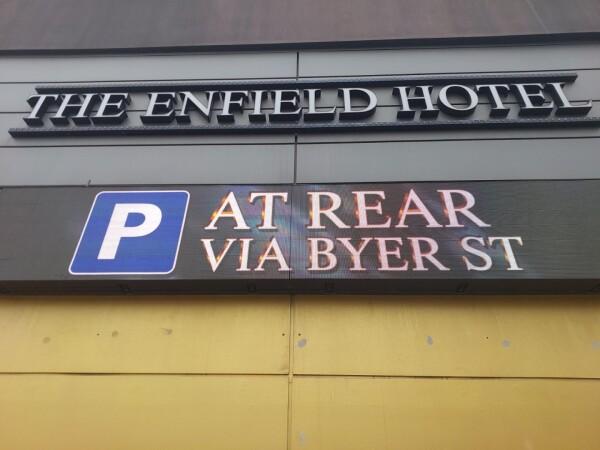 THE ENFIELD HOTEL
P AT REAR
VIA BYER ST